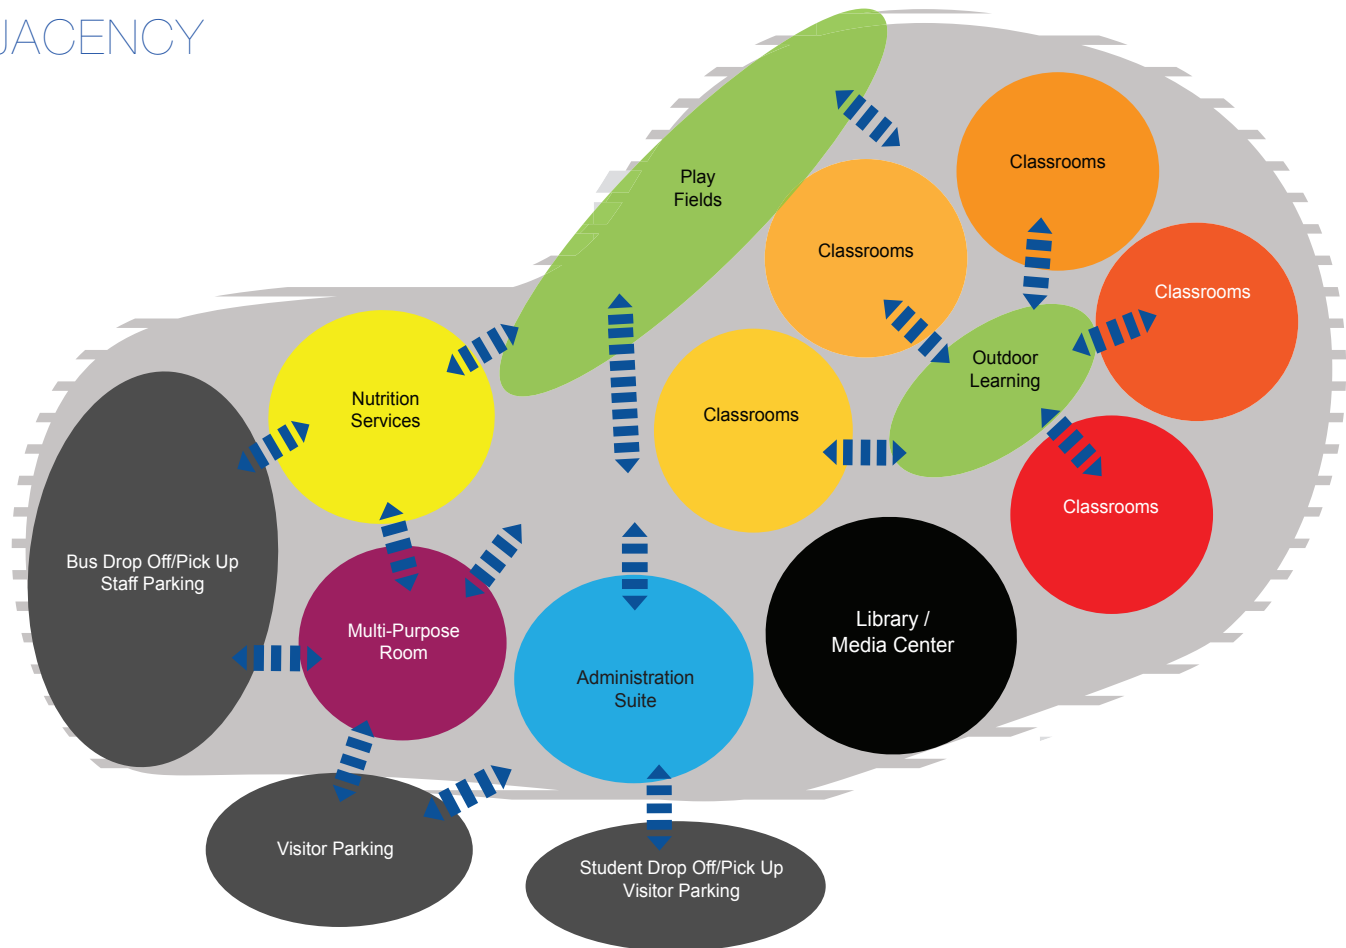 JACENCY
Play
Fields
Classrooms
Classrooms
Classrooms
Outdoor
Learning
Nutrition
Services
Classrooms
Classrooms
Bus Drop Off/Pick Up
Staff Parking
Multi-Purpose
Room
Library /
Media Center
Administration
Suite
Visitor Parking
Student Drop Off/Pick Up
Visitor Parking